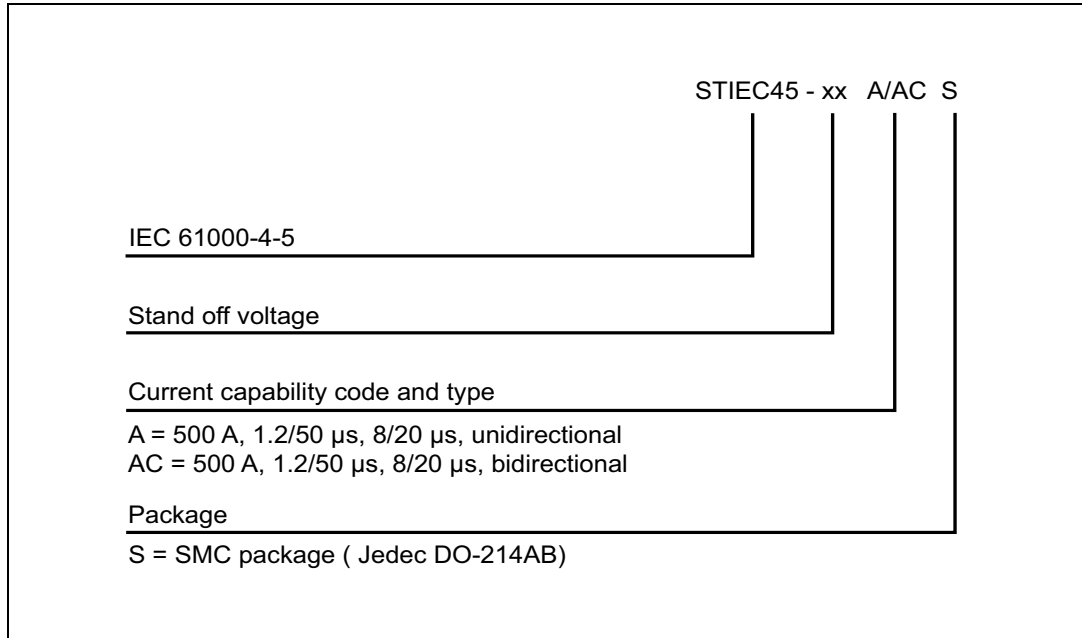 STIEC45 - xx A/AC S
IEC 61000-4-5
Stand off voltage
Current capability code and type
A = 500 A, 1.2/50 µs, 8/20 µs, unidirectional
AC = 500 A, 1.2/50 µs, 8/20 µs, bidirectional
Package
S = SMC package ( Jedec DO-214AB)